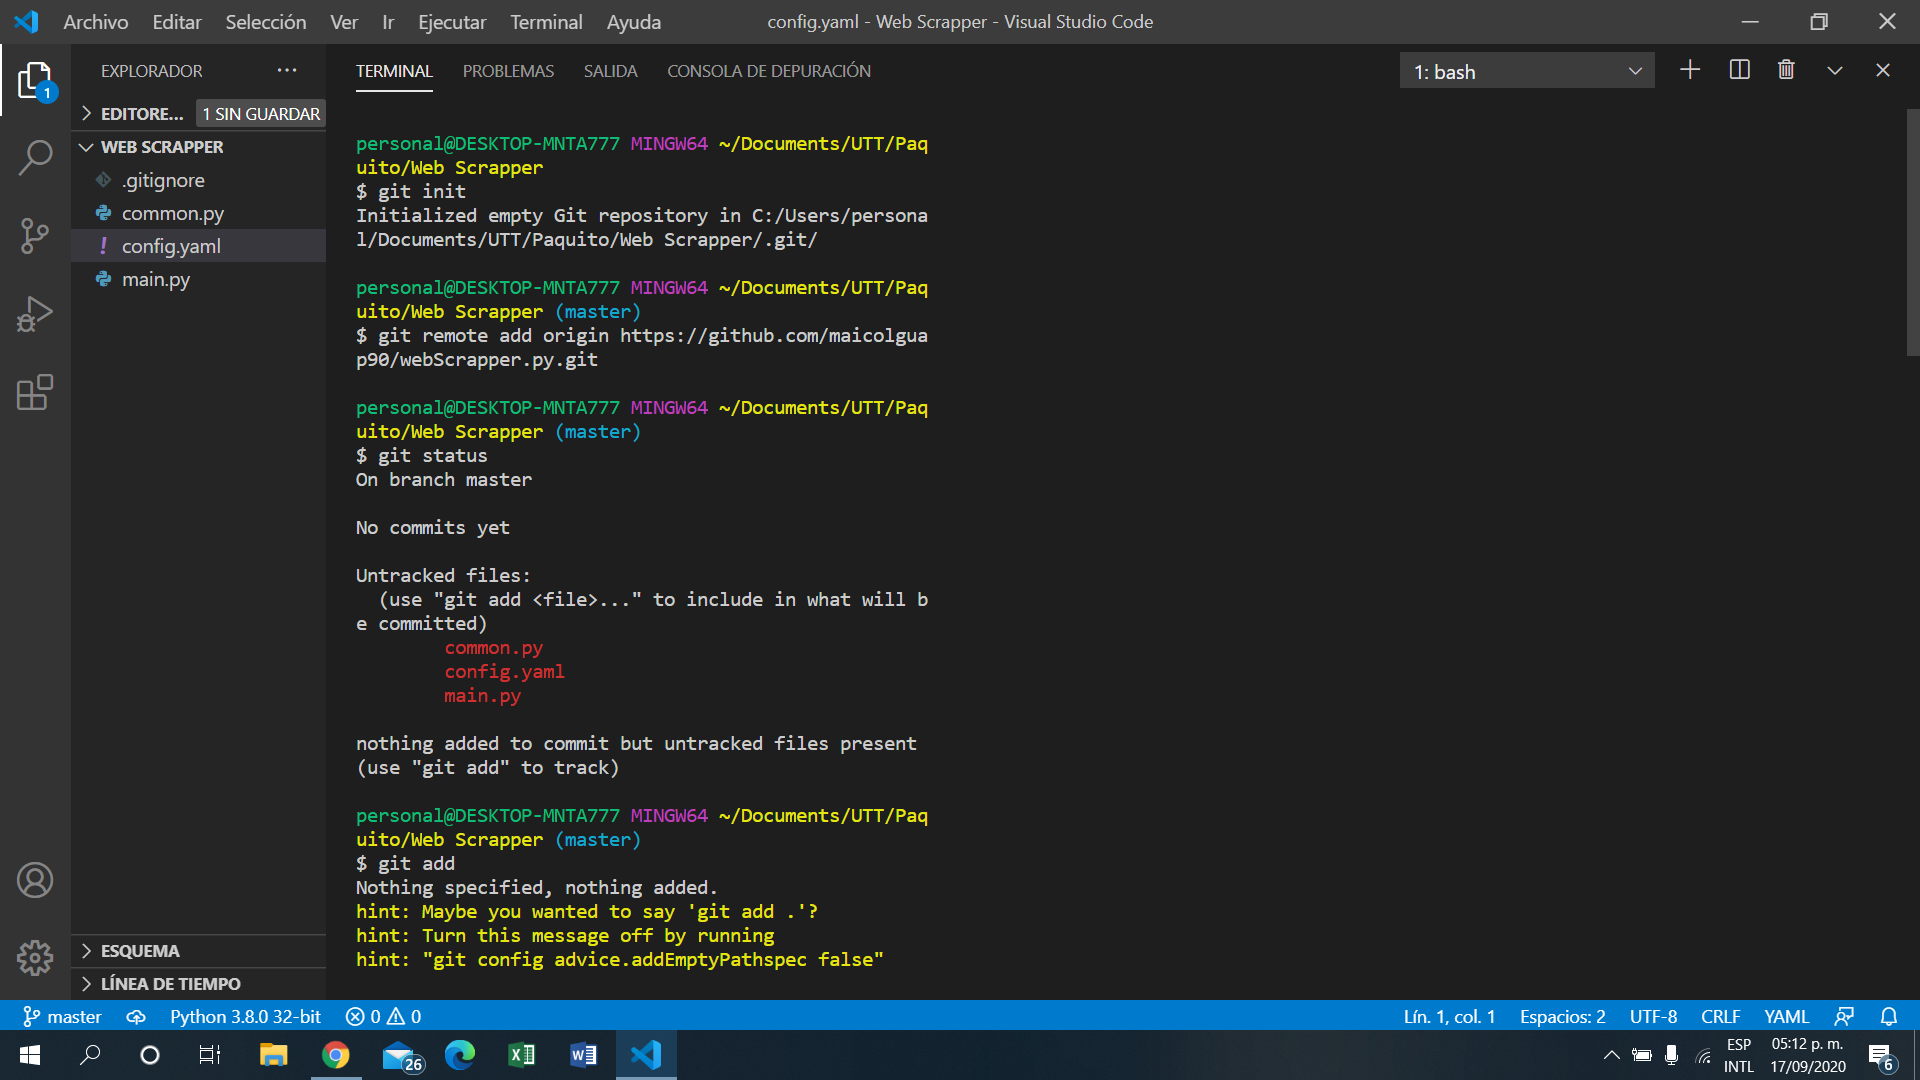 Archivo Editar Selección Ver Ir Ejecutar Terminal Ayuda
config.yaml - Web Scrapper - Visual Studio Code
1
EXPLORADOR
EDITORE... 1 SIN GUARDAR
WEB SCRAPPER
.gitignore
common.py
! config.yaml
main.py
ESQUEMA
LÍNEA DE TIEMPO
TERMINAL PROBLEMAS SALIDA CONSOLA DE DEPURACIÓN
1: bash
personal@DESKTOP-MNTA777 MINGW64 ~/Documents/UTT/Paq
uito/Web Scrapper
$ git init
Initialized empty Git repository in C:/Users/persona
l/Documents/UTT/Paquito/Web Scrapper/.git/
personal@DESKTOP-MNTA777 MINGW64 ~/Documents/UTT/Paq
uito/Web Scrapper (master)
$ git remote add origin https://github.com/maicolgua
p90/webScrapper.py.git
personal@DESKTOP-MNTA777 MINGW64 ~/Documents/UTT/Paq
uito/Web Scrapper (master)
$ git status
On branch master
No commits yet
Untracked files:
(use "git add <file>..." to include in what will b
e committed)
common.py
config.yaml
main.py
nothing added to commit but untracked files present
(use "git add" to track)
personal@DESKTOP-MNTA777 MINGW64 ~/Documents/UTT/Paq
uito/Web Scrapper (master)
$ git add
Nothing specified, nothing added.
hint: Maybe you wanted to say 'git add .'?
hint: Turn this message off by running
hint: "git config advice.addEmptyPathspec false"
master Python 3.8.0 32-bit 0 0 Lín. 1, col. 1 Espacios: 2 UTF-8 CRLF YAML
26
ESP
INTL
05:12 p. m.
17/09/2020
6